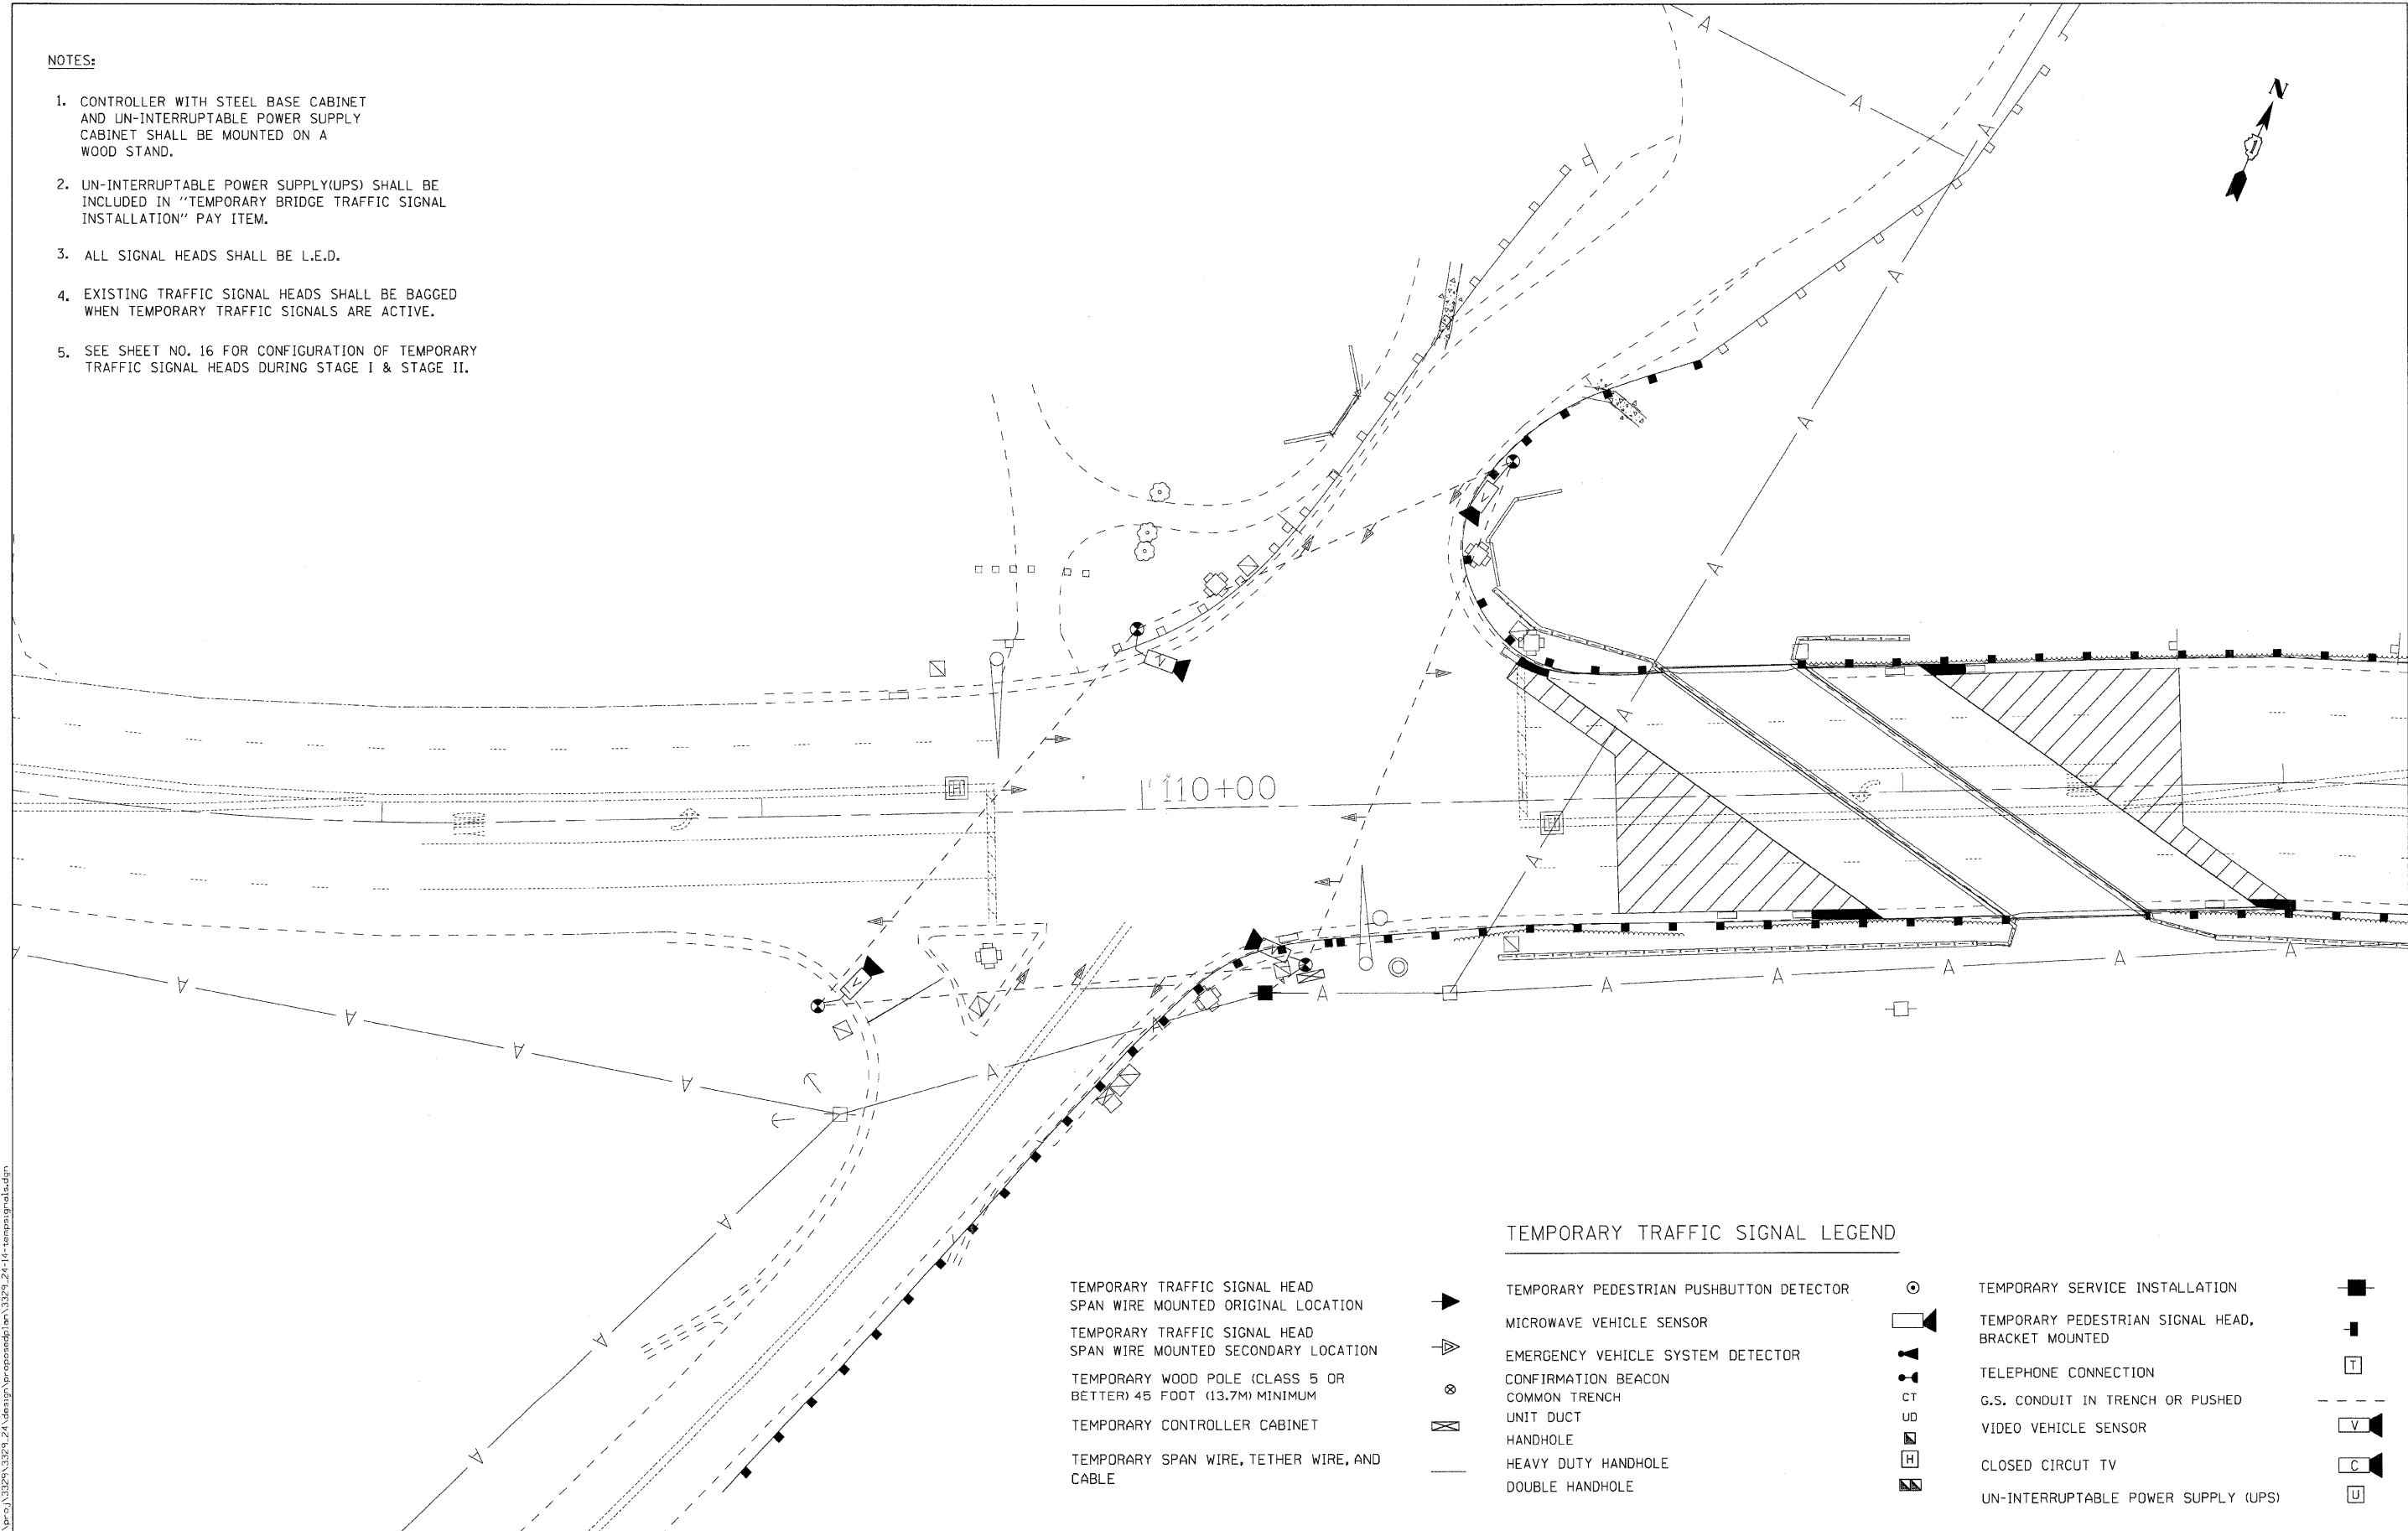 NOTES:
1. CONTROLLER WITH STEEL BASE CABINET
AND UN-INTERRUPTABLE POWER SUPPLY
CABINET SHALL BE MOUNTED ON A
WOOD STAND.
2. UN-INTERRUPTABLE POWER SUPPLY(UPS) SHALL BE
INCLUDED IN "TEMPORARY BRIDGE TRAFFIC SIGNAL
INSTALLATION" PAY ITEM.
3. ALL SIGNAL HEADS SHALL BE L.E.D.
4. EXISTING TRAFFIC SIGNAL HEADS SHALL BE BAGGED
WHEN TEMPORARY TRAFFIC SIGNALS ARE ACTIVE.
5. SEE SHEET NO. 16 FOR CONFIGURATION OF TEMPORARY
TRAFFIC SIGNAL HEADS DURING STAGE I & STAGE II.
N
110+00
TEMPORARY TRAFFIC SIGNAL LEGEND
TEMPORARY TRAFFIC SIGNAL HEAD
SPAN WIRE MOUNTED ORIGINAL LOCATION
TEMPORARY TRAFFIC SIGNAL HEAD
SPAN WIRE MOUNTED SECONDARY LOCATION
TEMPORARY WOOD POLE (CLASS 5 OR
BETTER) 45 FOOT (13.7M) MINIMUM
TEMPORARY CONTROLLER CABINET
TEMPORARY SPAN WIRE, TETHER WIRE, AND
CABLE
TEMPORARY PEDESTRIAN PUSHBUTTON DETECTOR
MICROWAVE VEHICLE SENSOR
EMERGENCY VEHICLE SYSTEM DETECTOR
CONFIRMATION BEACON
COMMON TRENCH CT
UNIT DUCT UD
HANDHOLE
HEAVY DUTY HANDHOLE H
DOUBLE HANDHOLE
TEMPORARY SERVICE INSTALLATION
TEMPORARY PEDESTRIAN SIGNAL HEAD,
BRACKET MOUNTED
TELEPHONE CONNECTION T
G.S. CONDUIT IN TRENCH OR PUSHED
VIDEO VEHICLE SENSOR V
CLOSED CIRCUT TV C
UN-INTERRUPTABLE POWER SUPPLY (UPS) U